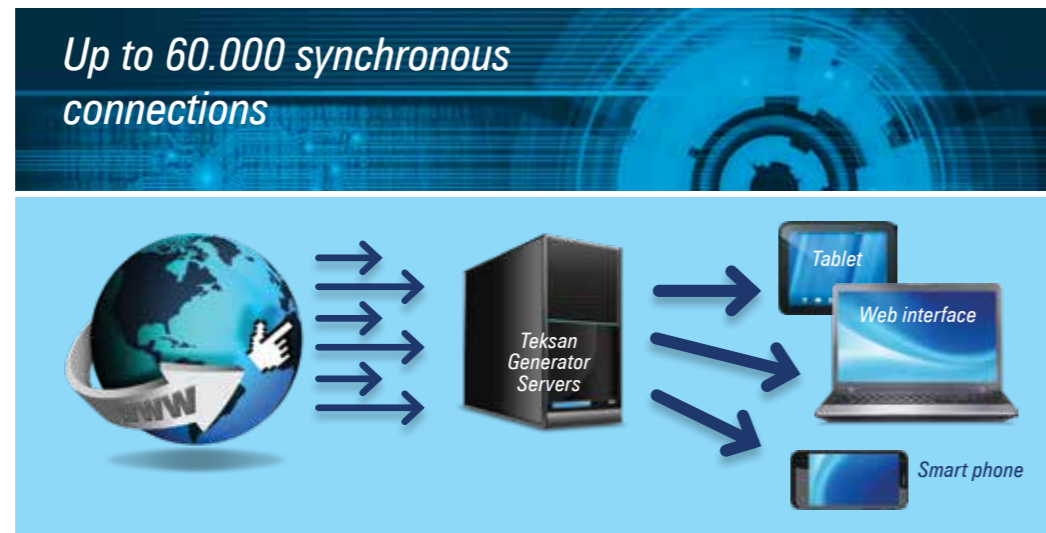 Up to 60.000 synchronous
connections
WWW
Teksan
Generator
Servers
Tablet
Web interface
Smart phone